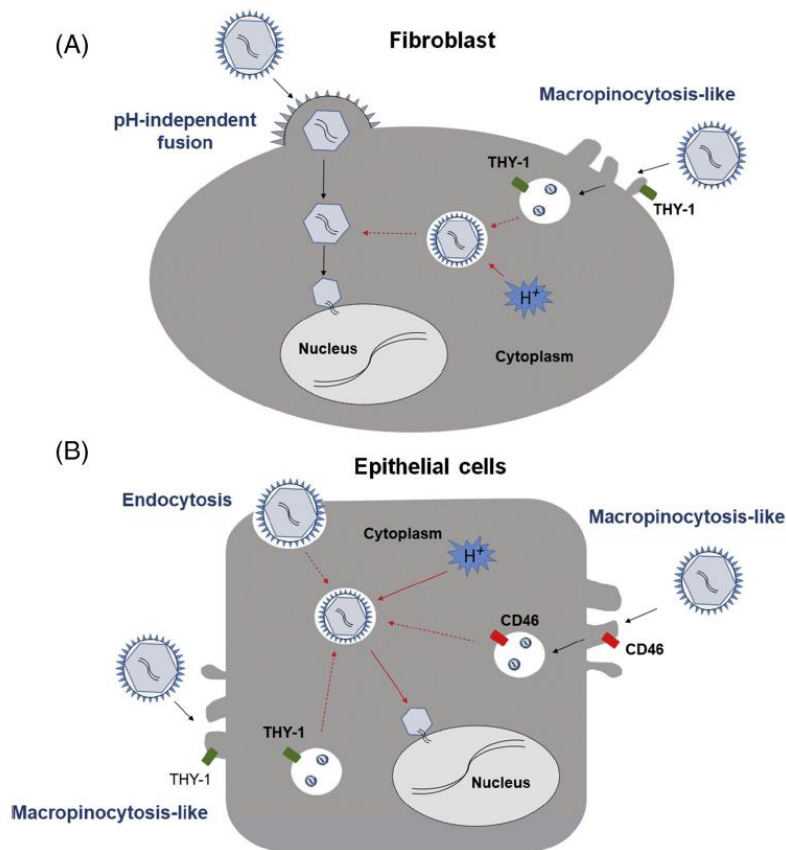 (A)
Fibroblast
pH-independent
fusion
Macropinocytosis-like
THY-1
THY-1
H+
Nucleus
Cytoplasm
(B)
Epithelial cells
Endocytosis
Cytoplasm
Macropinocytosis-like
H+
CD46
CD46
THY-1
THY-1
Nucleus
Macropinocytosis-like